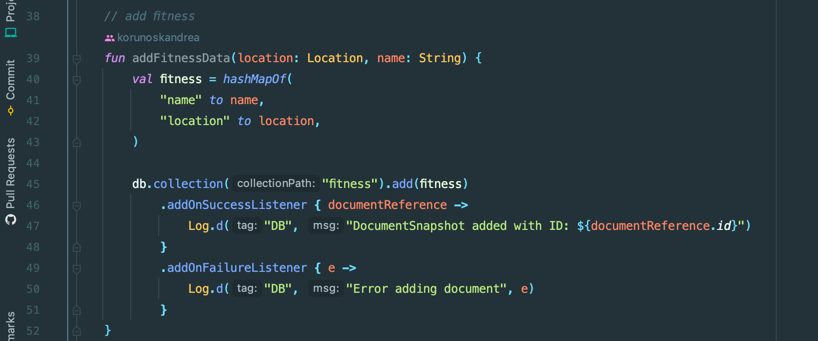 Proj
Commit
Pull Requests
marks
38 // add fitness
korunoskandrea
39 fun addFitnessData(location: Location, name: String) {
40 val fitness = hashMapOf(
41 "name" to name,
42 "location" to location,
43 )
44
45 db.collection( collectionPath: "fitness").add(fitness)
46 .addOnSuccessListener { documentReference ->
47 Log.d( tag: "DB", msg: "DocumentSnapshot added with ID: ${documentReference.id}")
48 }
49 .addOnFailureListener { e ->
50 Log.d( tag: "DB", msg: "Error adding document", e)
51 }
52 }